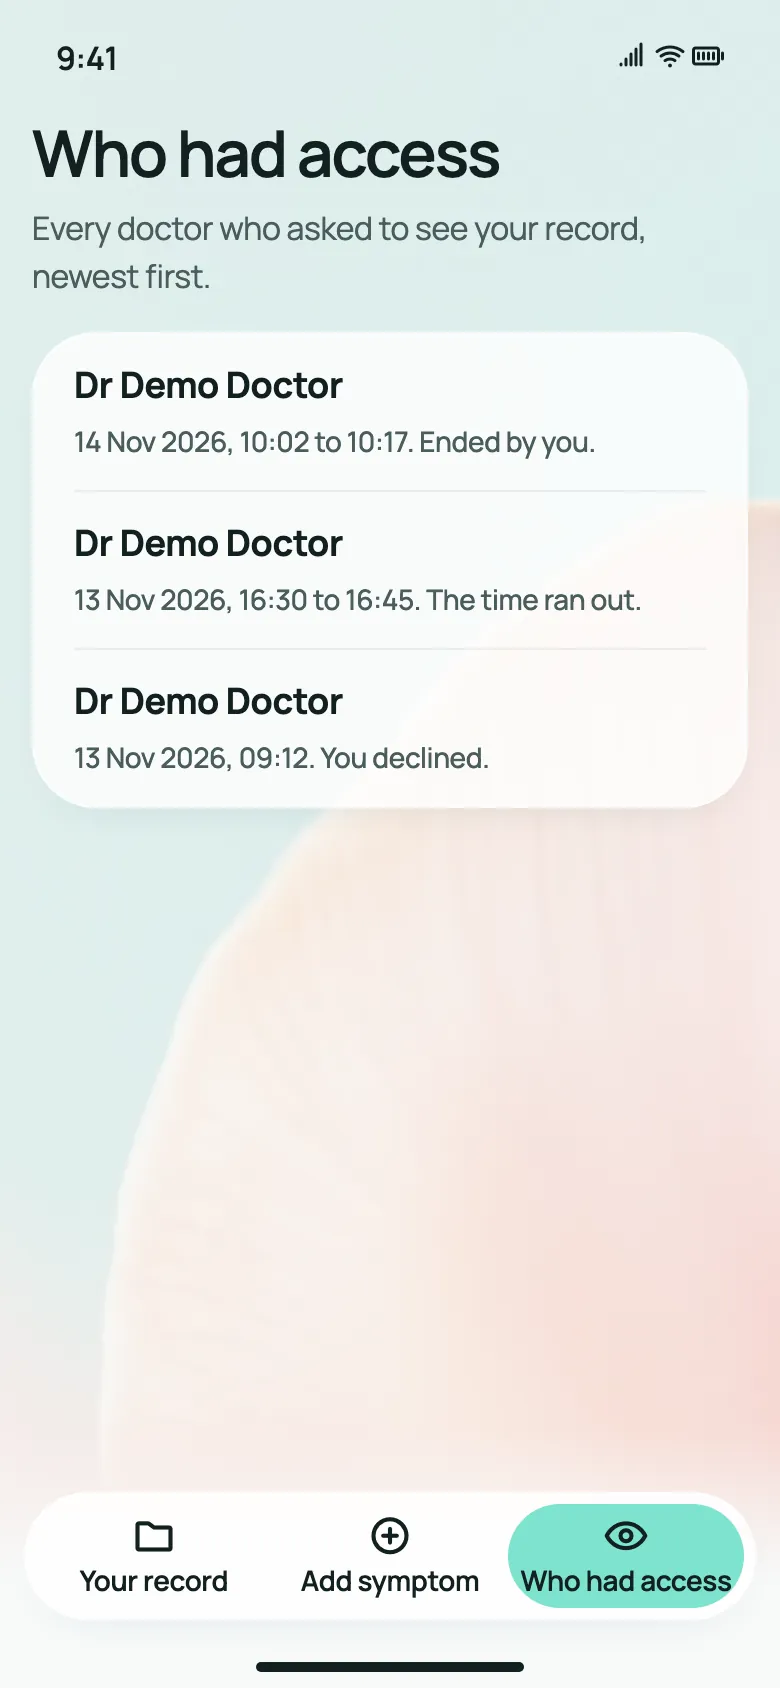 9:41
Who had access
Every doctor who asked to see your record,
newest first.
Dr Demo Doctor
14 Nov 2026, 10:02 to 10:17. Ended by you.
Dr Demo Doctor
13 Nov 2026, 16:30 to 16:45. The time ran out.
Dr Demo Doctor
13 Nov 2026, 09:12. You declined.
Your record
Add symptom
Who had access